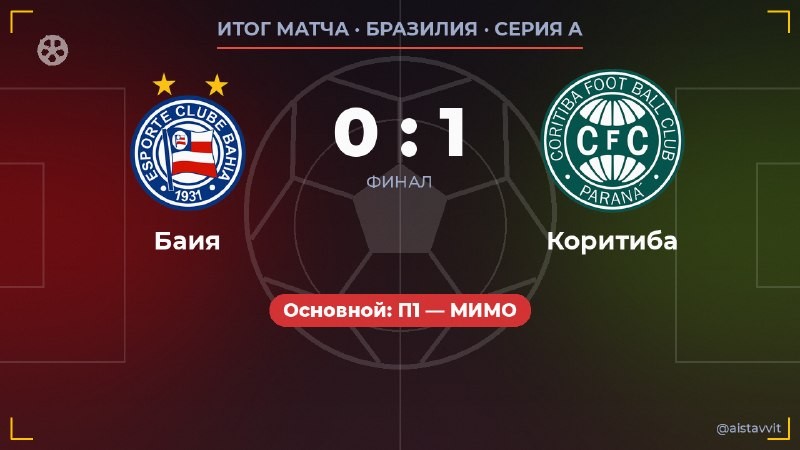 ИТОГ МАТЧА · БРАЗИЛИЯ · СЕРИЯ А
ESPORTE CLUBE BAHIA
1931
0 : 1
ФИНАЛ
CORITIBA FOOT BALL CLUB
CFC
PARANÁ
Баия
Коритиба
Основной: П1 — МИМО
@aistavvit